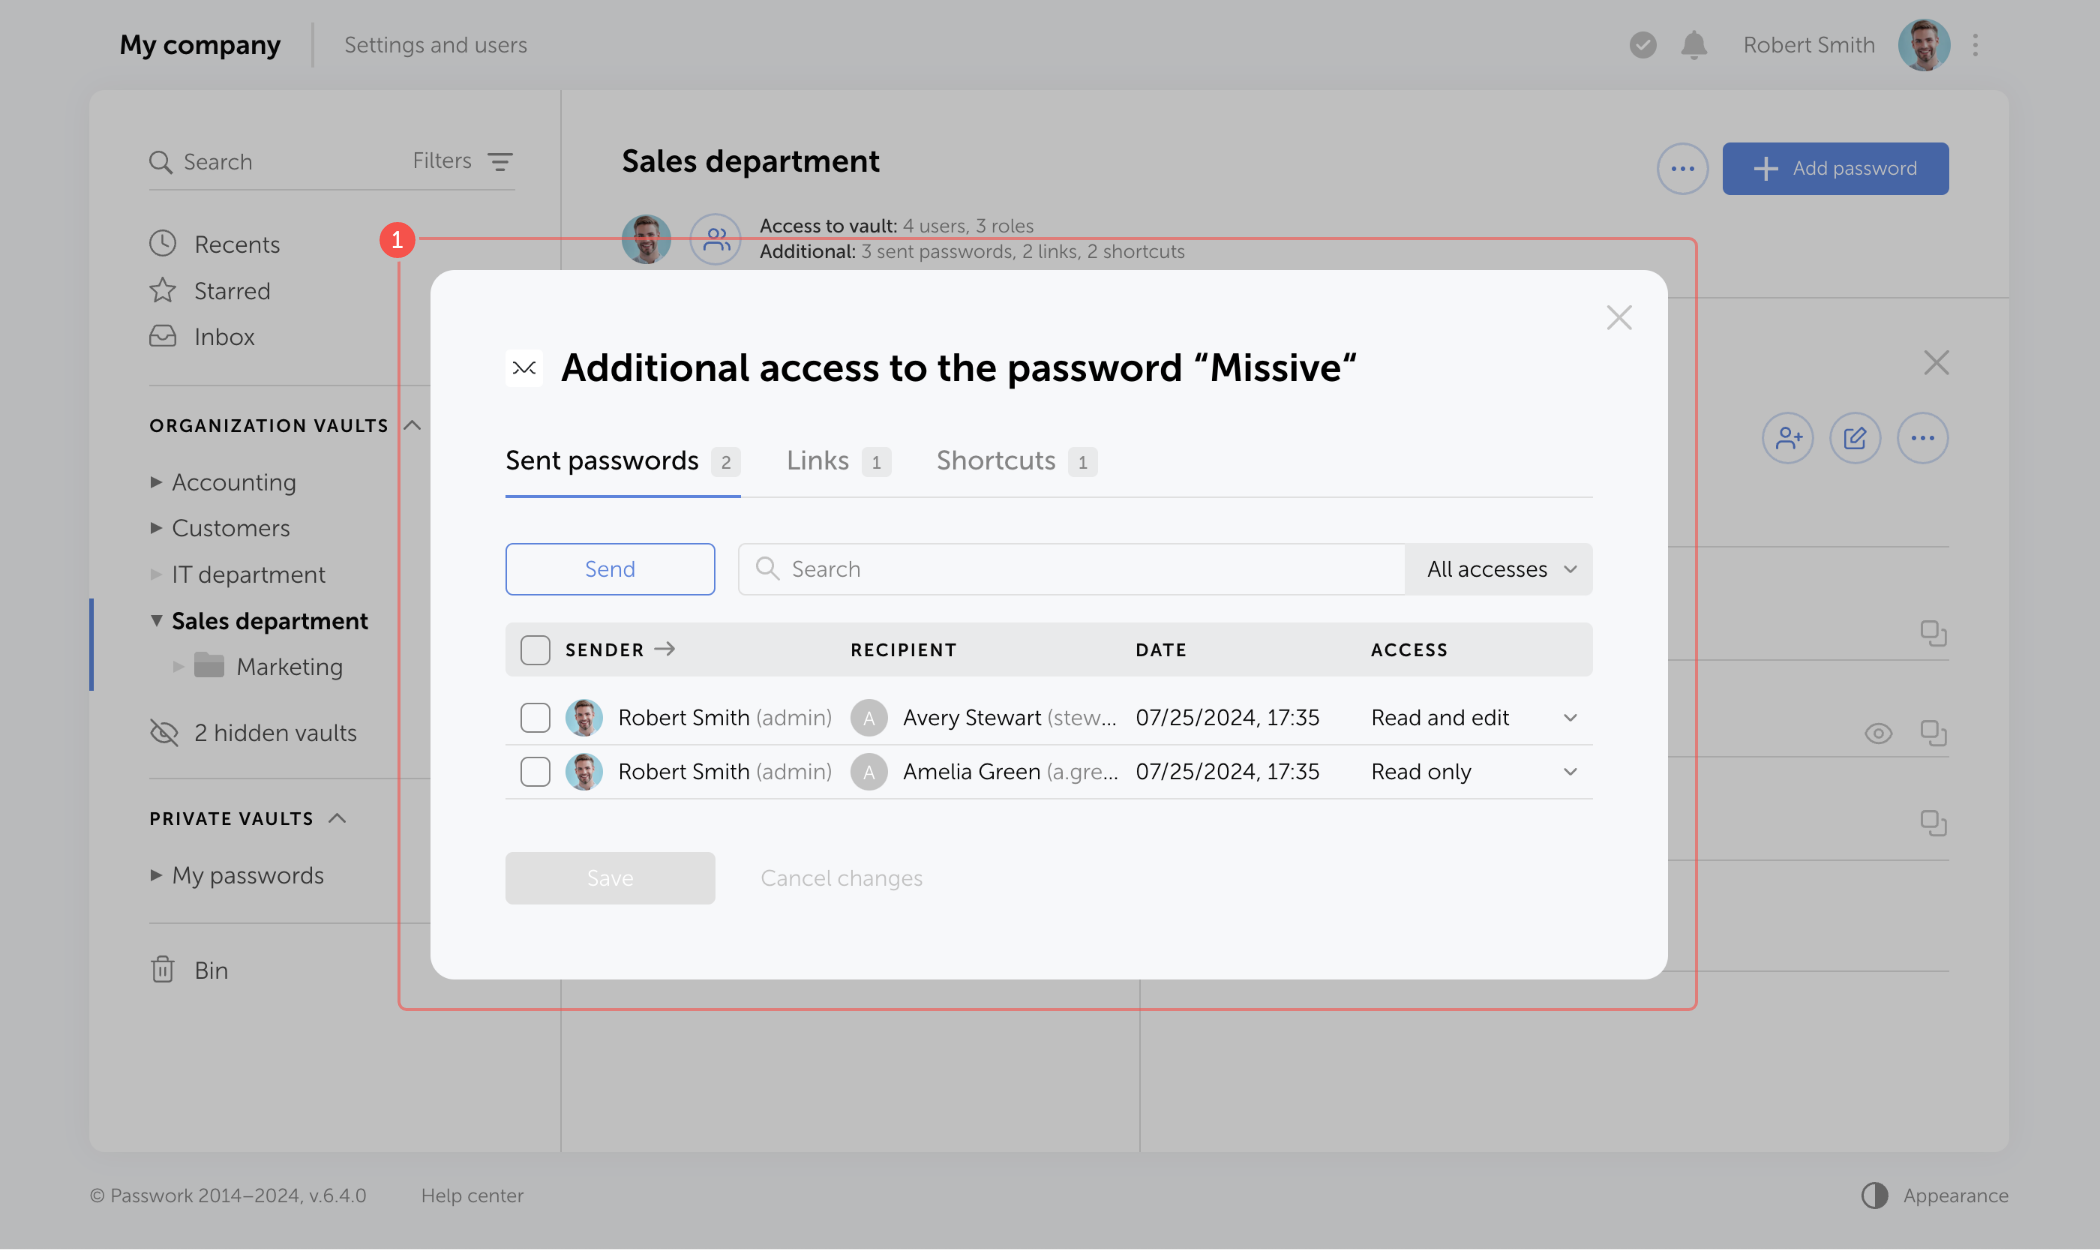 My company
Settings and users
Robert Smith
Search
Filters
Recents
Starred
Inbox
ORGANIZATION VAULTS
Accounting
Customers
IT department
Sales department
Marketing
2 hidden vaults
PRIVATE VAULTS
My passwords
Bin
Sales department
Add password
Access to vault: 4 users, 3 roles
Additional: 3 sent passwords, 2 links, 2 shortcuts
1
Additional access to the password “Missive“
Sent passwords 2
Links 1
Shortcuts 1
Send
Search
All accesses
SENDER → RECIPIENT DATE ACCESS
Robert Smith (admin) A Avery Stewart (stew... 07/25/2024, 17:35 Read and edit
Robert Smith (admin) A Amelia Green (a.gre... 07/25/2024, 17:35 Read only
Save
Cancel changes
© Passwork 2014–2024, v.6.4.0
Help center
Appearance